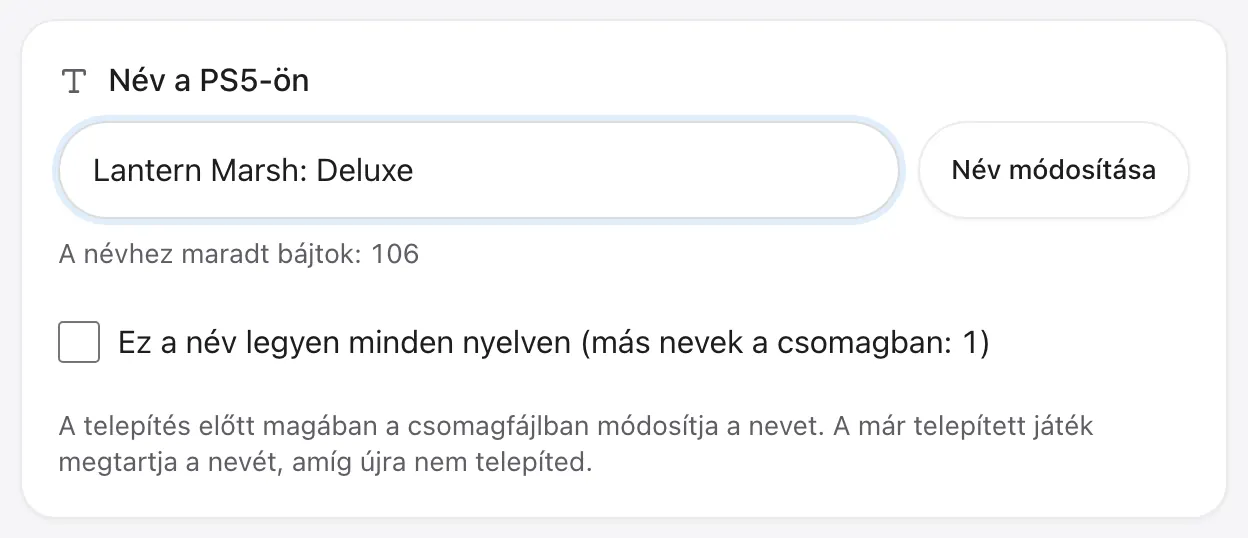 Név a PS5-ön
Lantern Marsh: Deluxe
Név módosítása
A névhez maradt bájtok: 106
Ez a név legyen minden nyelven (más nevek a csomagban: 1)
A telepítés előtt magában a csomagfájlban módosítja a nevet. A már telepített játék
megtartja a nevét, amíg újra nem telepíted.